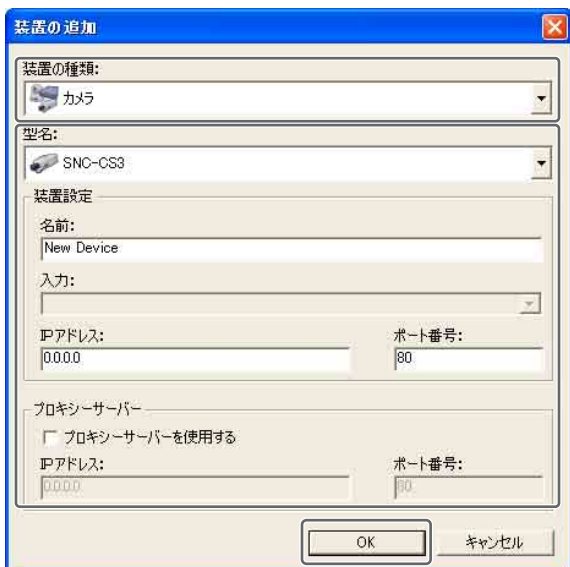 装置の追加
装置の種類:
カメラ
型名:
SNC-CS3
装置設定
名前:
New Device
入力:
IPアドレス: ポート番号:
0.0.0.0 80
プロキシーサーバー
プロキシーサーバーを使用する
IPアドレス: ポート番号:
0.0.0.0 80
OK キャンセル